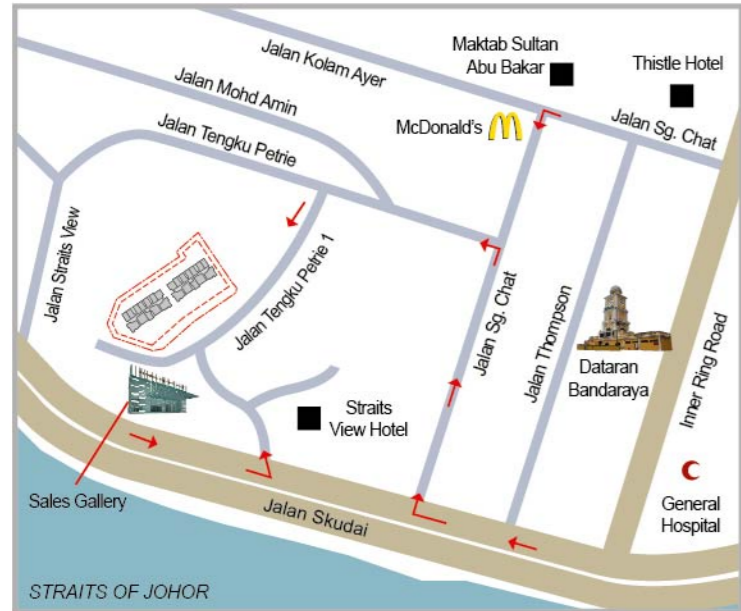 Maktab Sultan
Abu Bakar
Thistle Hotel
Jalan Kolam Ayer
Jalan Mohd Amin
Jalan Sg. Chat
McDonald's
Jalan Tengku Petrie
Jalan Straits View
Jalan Tengku Petrie 1
Jalan Sg. Chat
Jalan Thompson
Dataran
Bandaraya
Inner Ring Road
Straits
View Hotel
Sales Gallery
General
Hospital
Jalan Skudai
STRAITS OF JOHOR